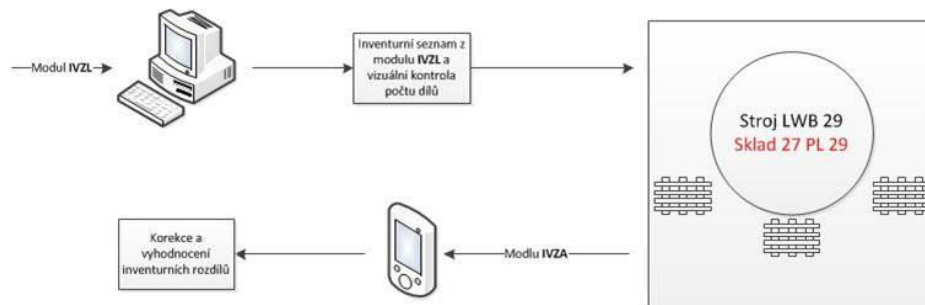 Modul IVZL
Inventurní seznam z
modulu IVZL a
vizuální kontrola
počtu dílů
Stroj LWB 29
Sklad 27 PL 29
Modlu IVZA
Korekce a
vyhodnocení
inventurních rozdílů